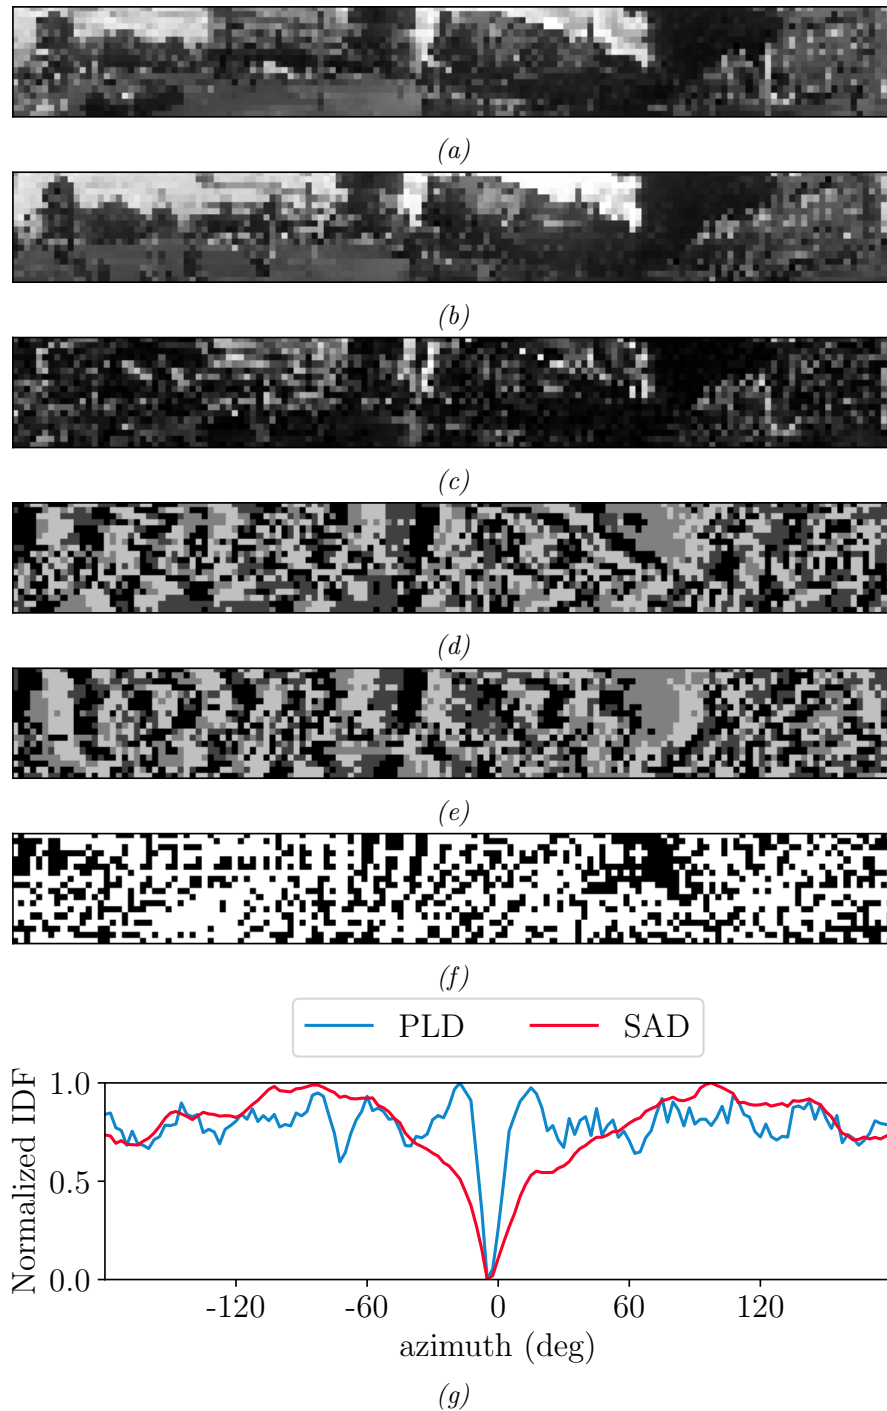 (a)
(b)
(c)
(d)
(e)
(f)
PLD SAD
1.0
0.5
0.0
Normalized IDF
-120 -60 0 60 120
azimuth (deg)
(g)